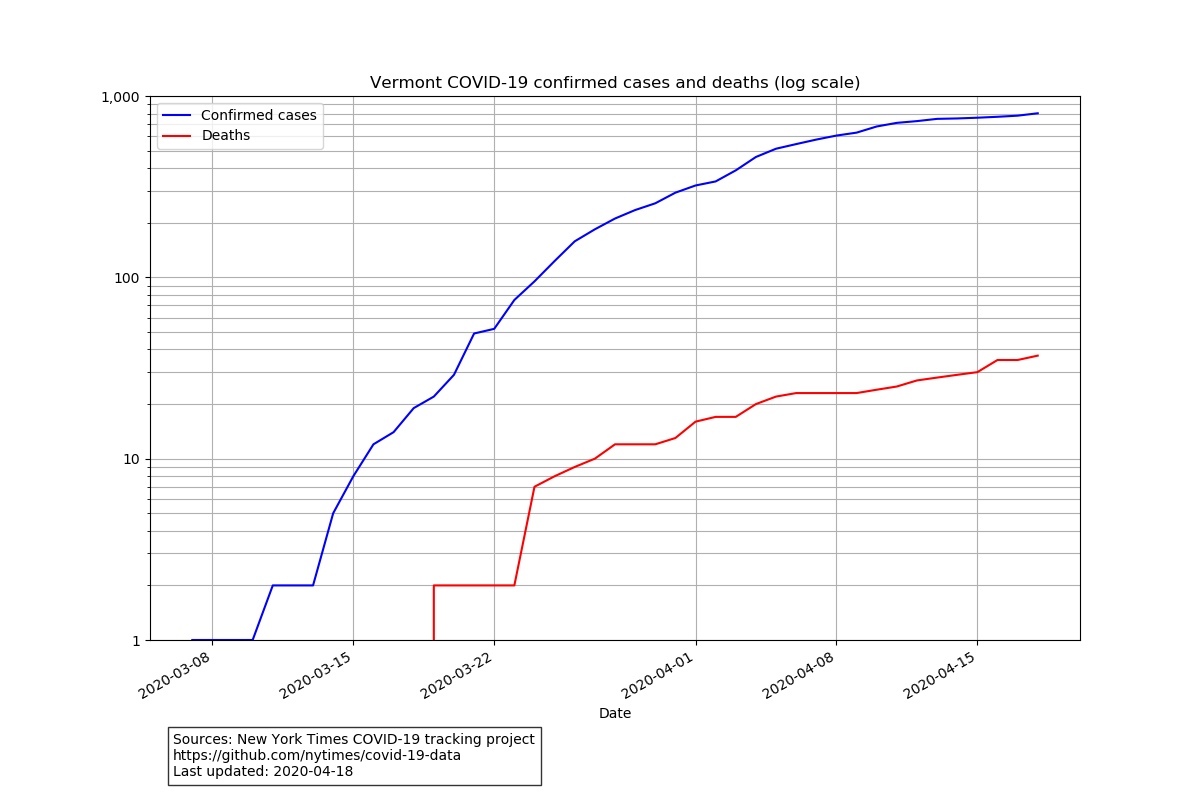 Vermont COVID-19 confirmed cases and deaths (log scale)
1,000
100
10
1
Confirmed cases
Deaths
2020-03-08
2020-03-15
2020-03-22
2020-04-01
2020-04-08
2020-04-15
Date
Sources: New York Times COVID-19 tracking project
https://github.com/nytimes/covid-19-data
Last updated: 2020-04-18